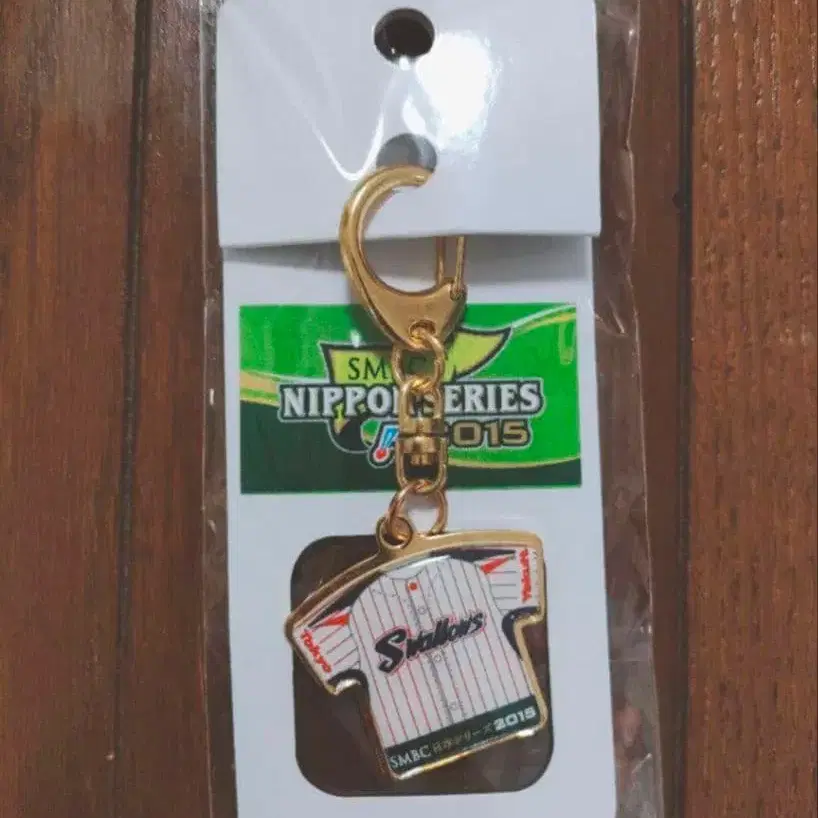 SMBC
NIPPON SERIES
2015
Tokyo
Swallows
Yakult
SMBC 日本シリーズ 2015